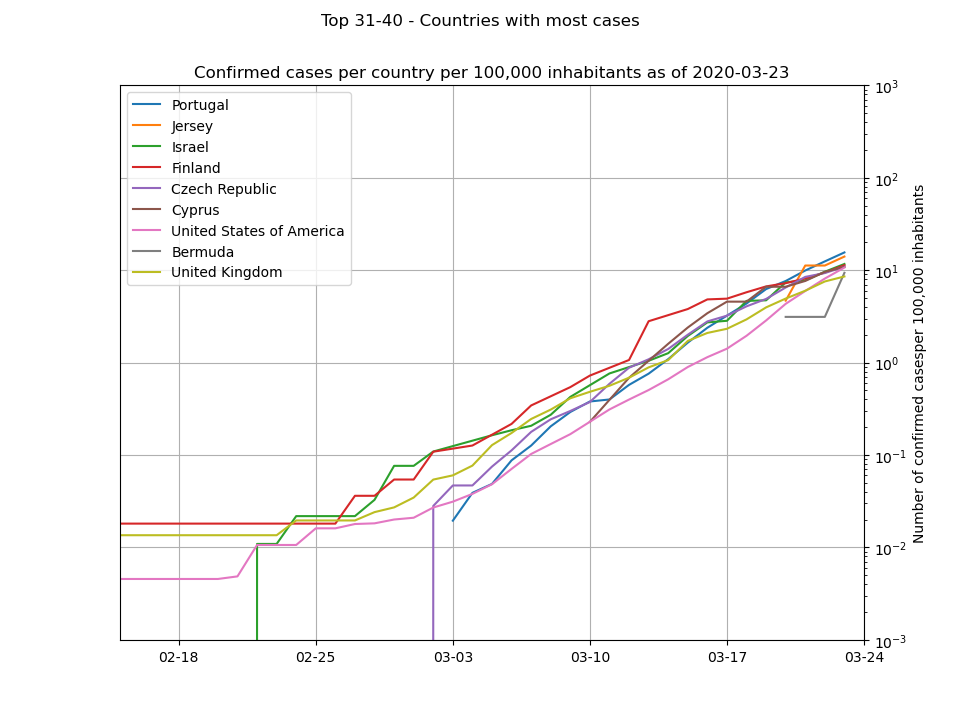 Top 31-40 - Countries with most cases
Confirmed cases per country per 100,000 inhabitants as of 2020-03-23
Portugal
Jersey
Israel
Finland
Czech Republic
Cyprus
United States of America
Bermuda
United Kingdom
10³
10²
10¹
10⁰
10⁻¹
10⁻²
10⁻³
Number of confirmed casesper 100,000 inhabitants
02-18
02-25
03-03
03-10
03-17
03-24